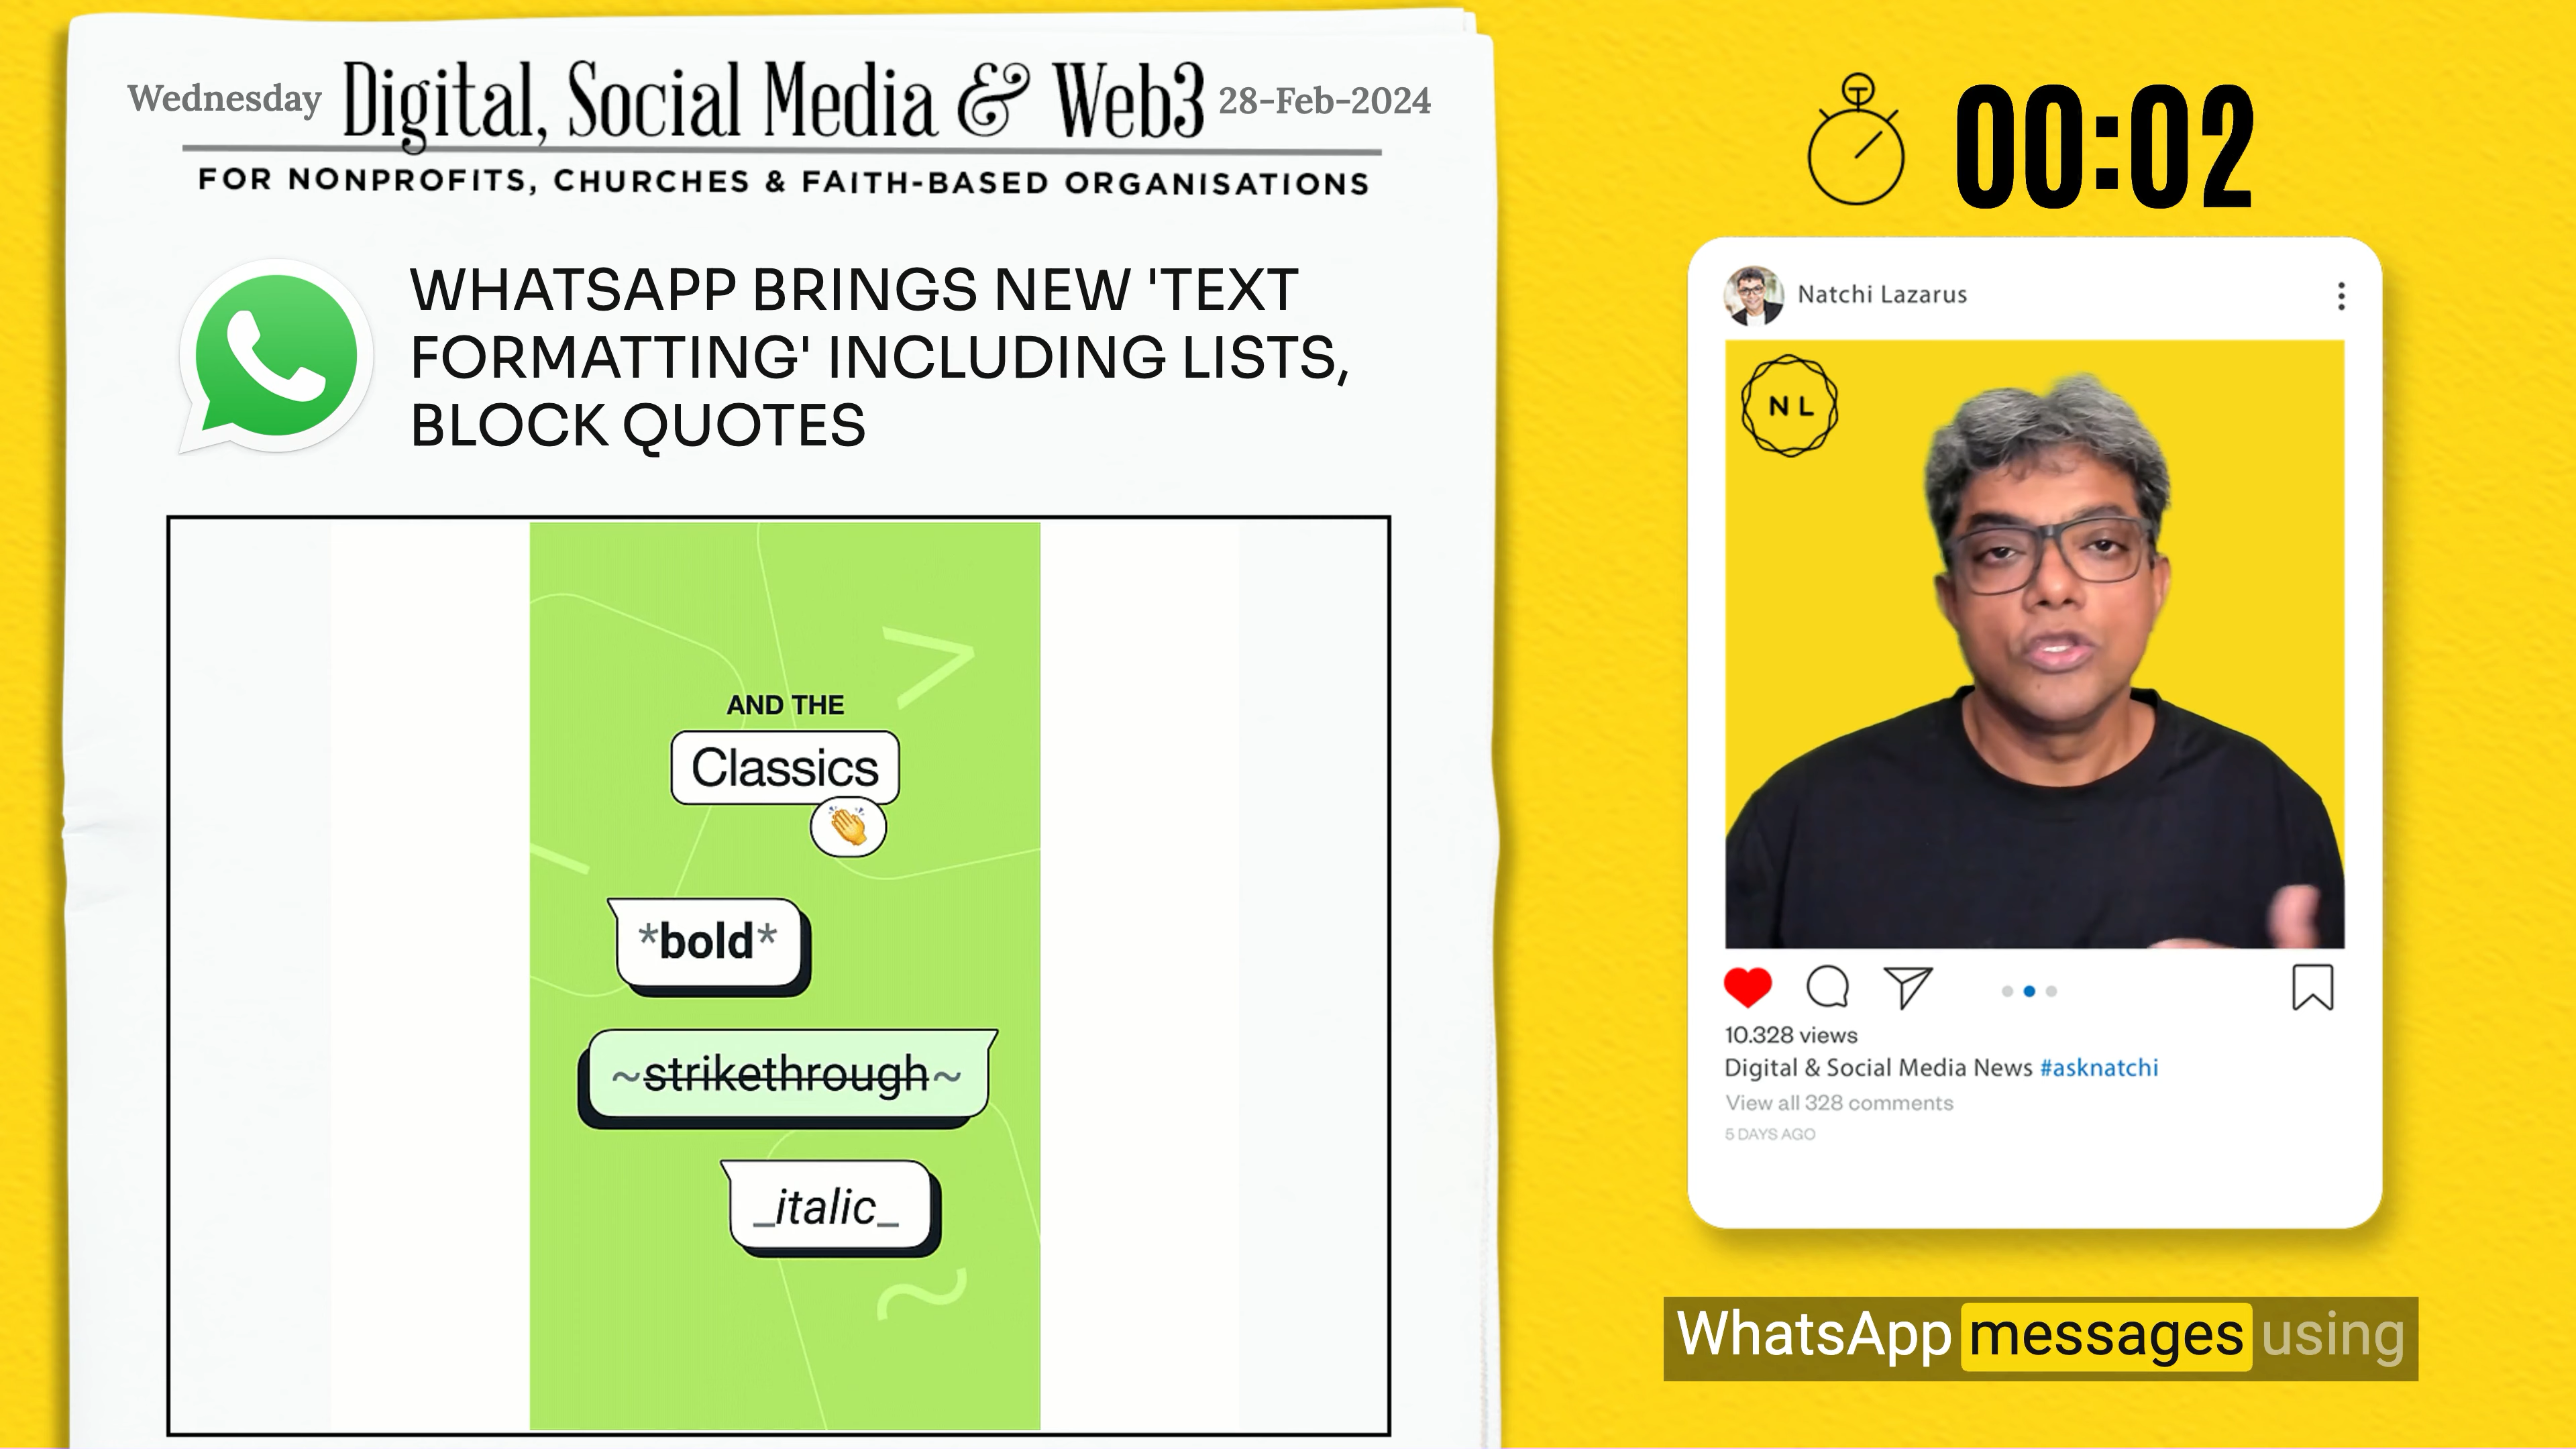 Wednesday Digital, Social Media & Web3 28-Feb-2024
FOR NONPROFITS, CHURCHES & FAITH-BASED ORGANISATIONS
WHATSAPP BRINGS NEW 'TEXT
FORMATTING' INCLUDING LISTS,
BLOCK QUOTES
AND THE
Classics
*bold*
~strikethrough~
_italic_
00:02
Natchi Lazarus
N L
10.328 views
Digital & Social Media News #asknatchi
View all 328 comments
5 DAYS AGO
WhatsApp messages using